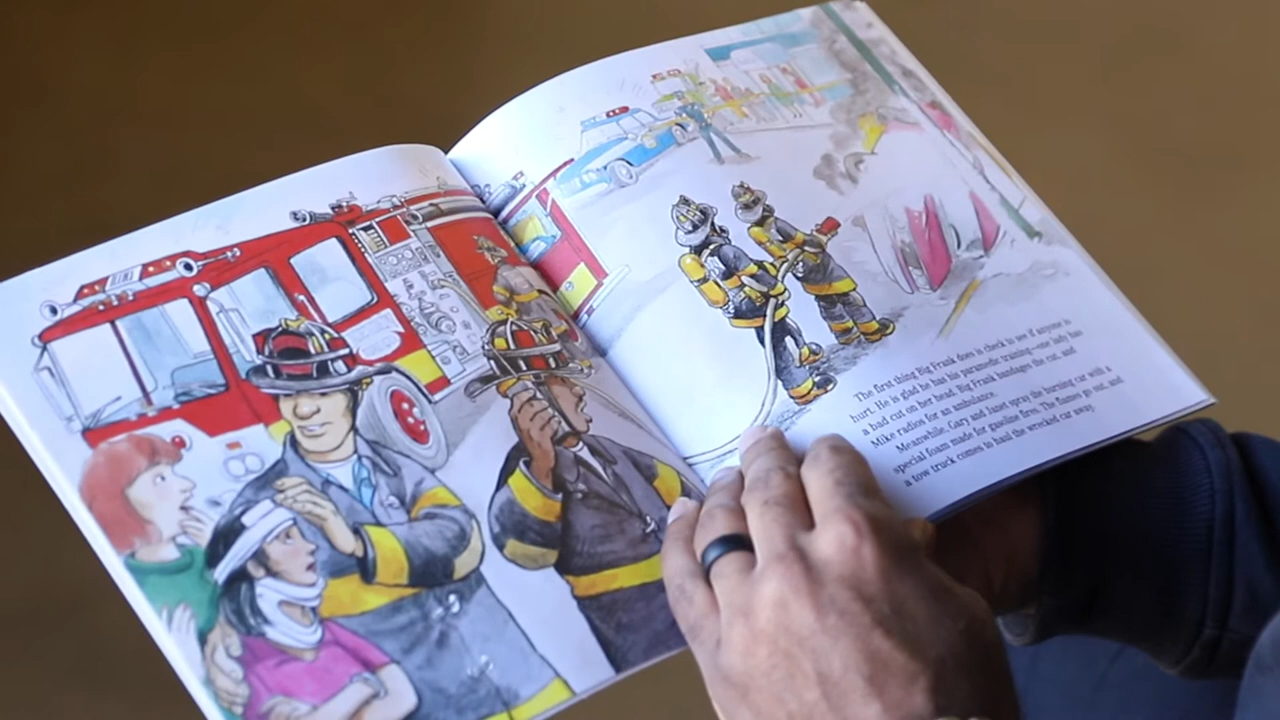 The first thing Big Frank does is check to see if anyone is
hurt. He is glad he has his paramedic training—one lady has
a bad cut on her head. Big Frank bandages the cut, and
Mike radios for an ambulance.
Meanwhile, Gary and Janet spray the burning car with a
special foam made for gasoline fires. The flames go out, and
a tow truck comes to haul the wrecked car away.